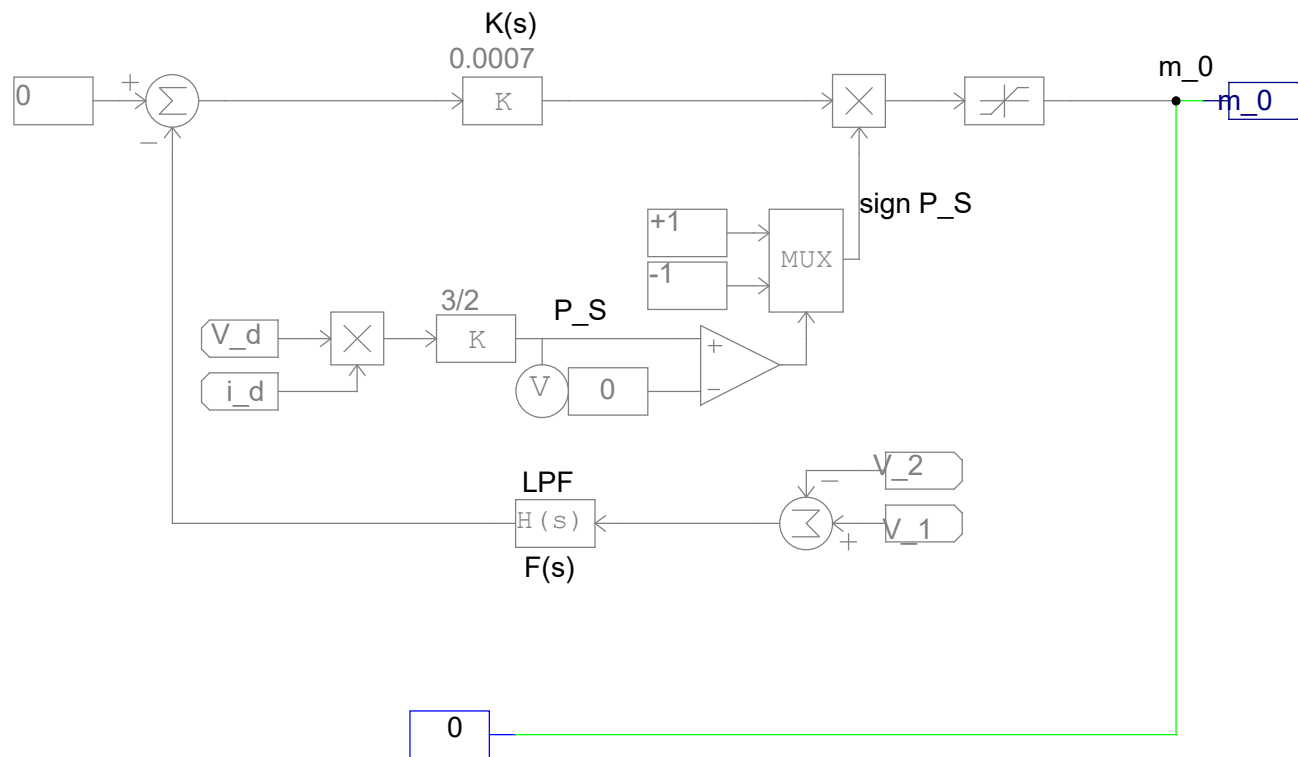 K(s)
0.0007
0
+
Σ
−
K
×
m_0
m_0
sign P_S
+1
-1
MUX
3/2
P_S
V_d
×
K
i_d
V
0
+
−
LPF
H(s)
F(s)
V_2
−
Σ
V_1
+
0